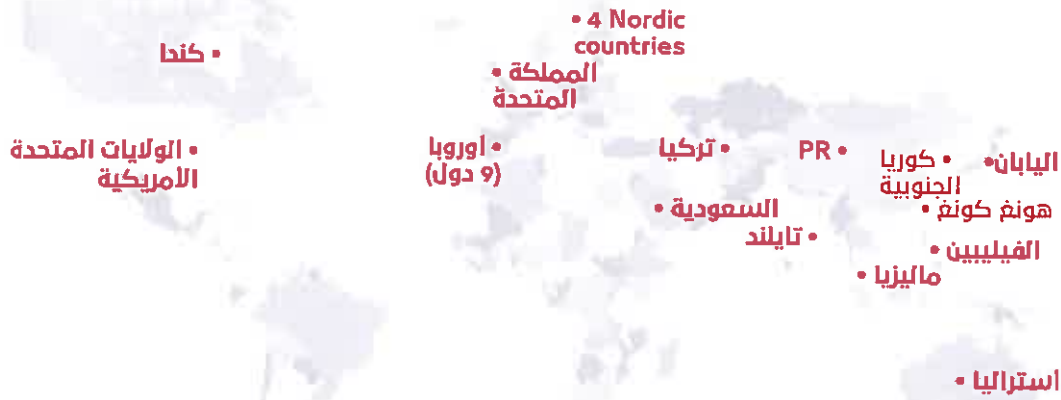 • 4 Nordic
countries
كندا •
المملكة •
المتحدة
الولايات المتحدة •
الأمريكية
أوروبا •
(9 دول)
تركيا •
PR •
كوريا •
الجنوبية
اليابان •
السعودية •
هونغ كونغ •
تايلند •
الفيليبين •
ماليزيا •
أستراليا •